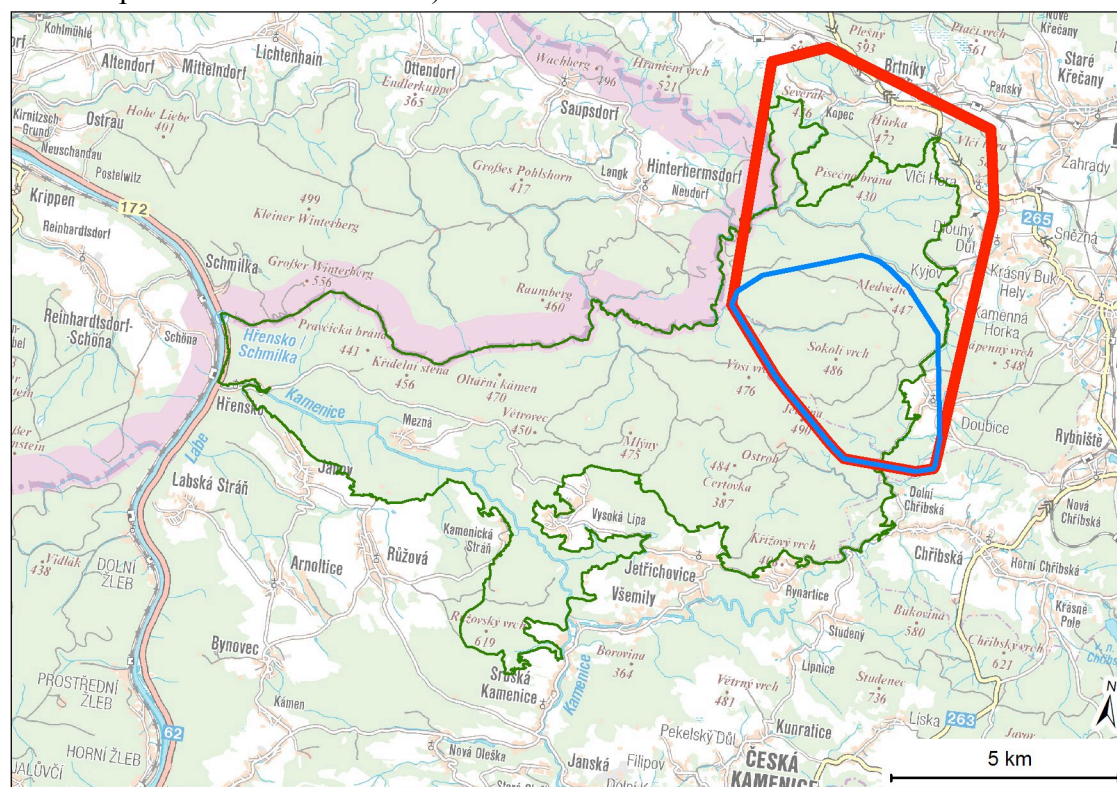 Kohlmühle
Altendorf
Mittelndorf
Lichtenhain
Ottendorf
Endlerkuppe
365
Wachberg
496
Hraniční vrch
521
Saupsdorf
Plešný
593
Ptačí vrch
561
Nové
Křečany
Staré
Křečany
Brtníky
Panský
Severák
Kopec
Hůrka
472
Vlčí hora
Zahrady
Hohe Liebe
401
Kirnitzsch-
Grund
Ostrau
Neuschandau
Postelwitz
Krippen
172
Reinhardtsdorf
499
Kleiner Winterberg
Großes Pohlshorn
417
Langk
Hinterhermsdorf
Neudorf
Písečná brána
430
Vlčí Hora
265
Dlouhý
Důl
Sněžná
Schmilka
Großer Winterberg
556
Raumberg
460
Kyjov
Krásný Buk
Hely
Medvědí
447
Kamenná
Horka
Reinhardtsdorf-
Schöna
Schöna
Hřensko
Schmilka
Pravčická brána
441
Křídelní stěna
456
Oltářní kámen
470
Sokolí vrch
486
Vosí vrch
476
548
Hřensko
Kamenice
Mezná
Větrovec
450
490
Doubice
Rybniště
Mlýny
475
Ostroh
484
Čertovka
387
Labe
Labská Stráň
Janov
Dolní
Chřibská
Nová
Chřibská
Kamenická
Stráň
Vysoká Lípa
Křížový vrch
Chřibská
Horní Chřibská
Vidlák
438
DOLNÍ
ŽLEB
Arnoltice
Růžová
Jetřichovice
Všemily
Rynartice
Krásné
Pole
Bukovina
580
Chřibský vrch
621
Růžovský vrch
619
Studený
Bynovec
Borovina
364
Lipnice
Srbská
Kamenice
Kamenice
Studenec
736
PROSTŘEDNÍ
ŽLEB
Větrný vrch
481
Kámen
Kunratice
Líska
263
N
62
HORNÍ ŽLEB
Nová Oleška
Pekelský Důl
Janská
Filipov
ČESKÁ
KAMENICE
Javor
5 km